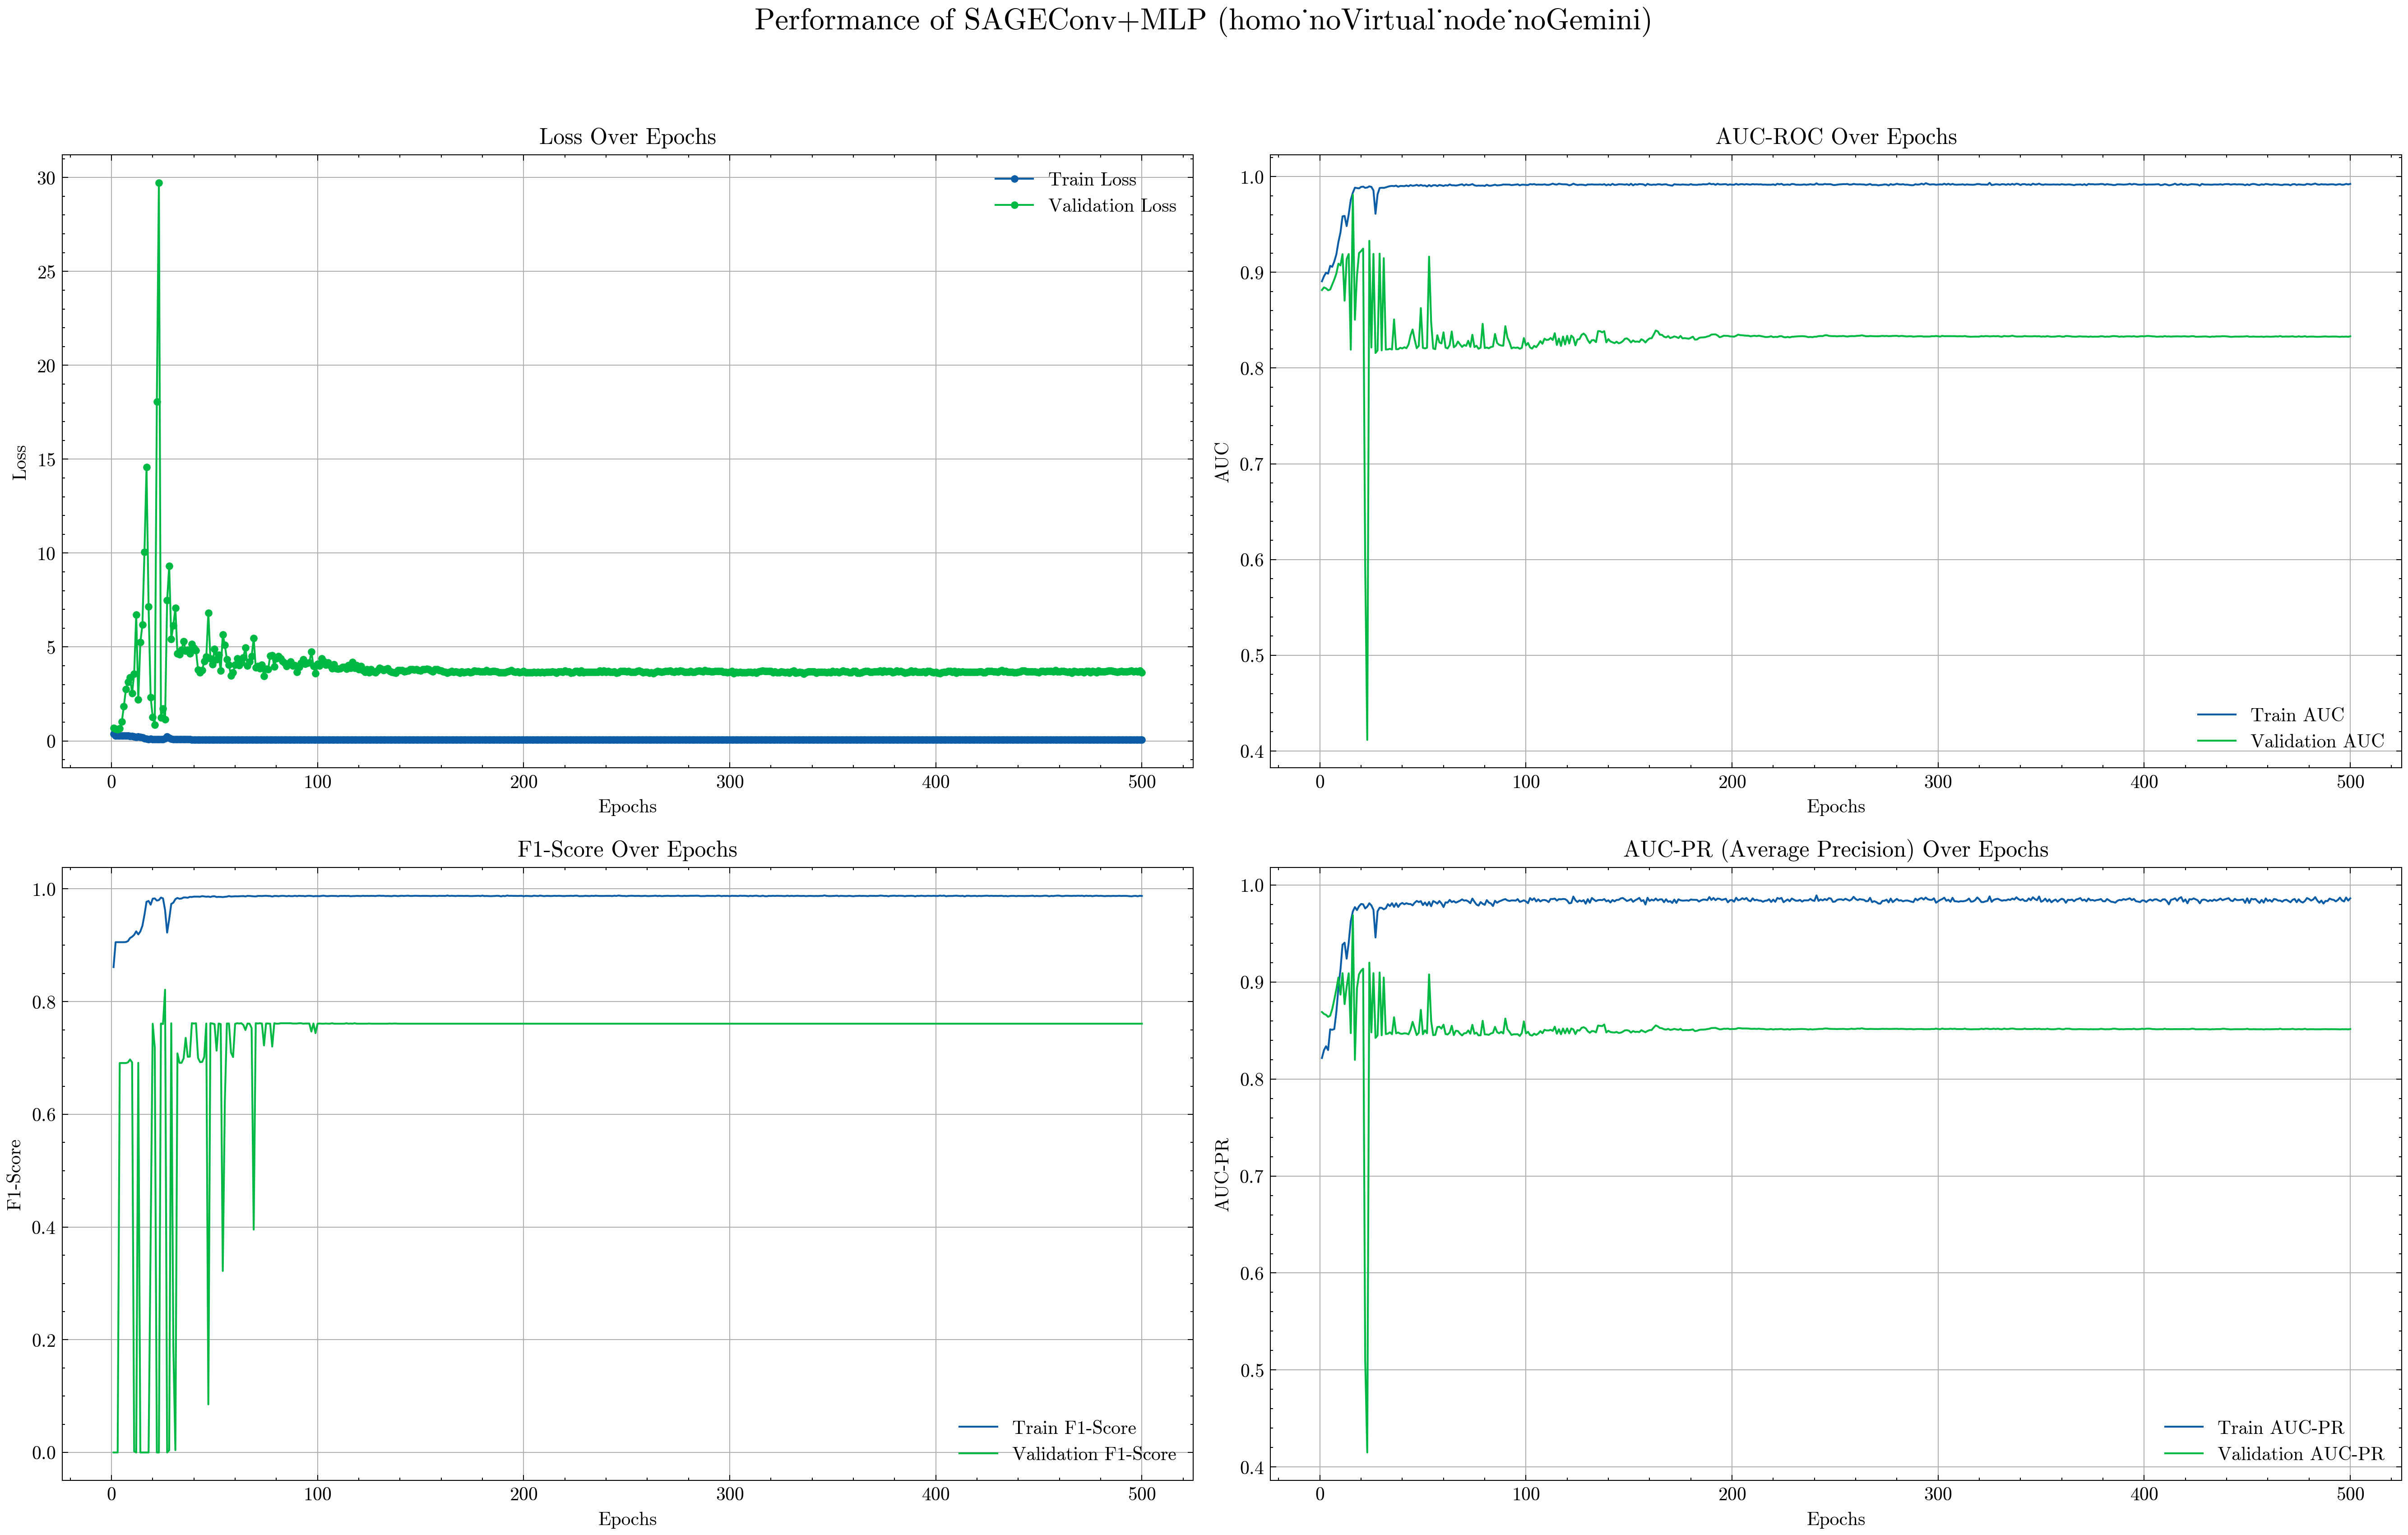 Performance of SAGEConv+MLP (homo˙noVirtual˙node˙noGemini)
Loss Over Epochs
30
25
20
15
10
5
0
Loss
0 100 200 300 400 500
Epochs
Train Loss
Validation Loss
AUC-ROC Over Epochs
1.0
0.9
0.8
0.7
0.6
0.5
0.4
AUC
0 100 200 300 400 500
Epochs
Train AUC
Validation AUC
F1-Score Over Epochs
1.0
0.8
0.6
0.4
0.2
0.0
F1-Score
0 100 200 300 400 500
Epochs
Train F1-Score
Validation F1-Score
AUC-PR (Average Precision) Over Epochs
1.0
0.9
0.8
0.7
0.6
0.5
0.4
AUC-PR
0 100 200 300 400 500
Epochs
Train AUC-PR
Validation AUC-PR